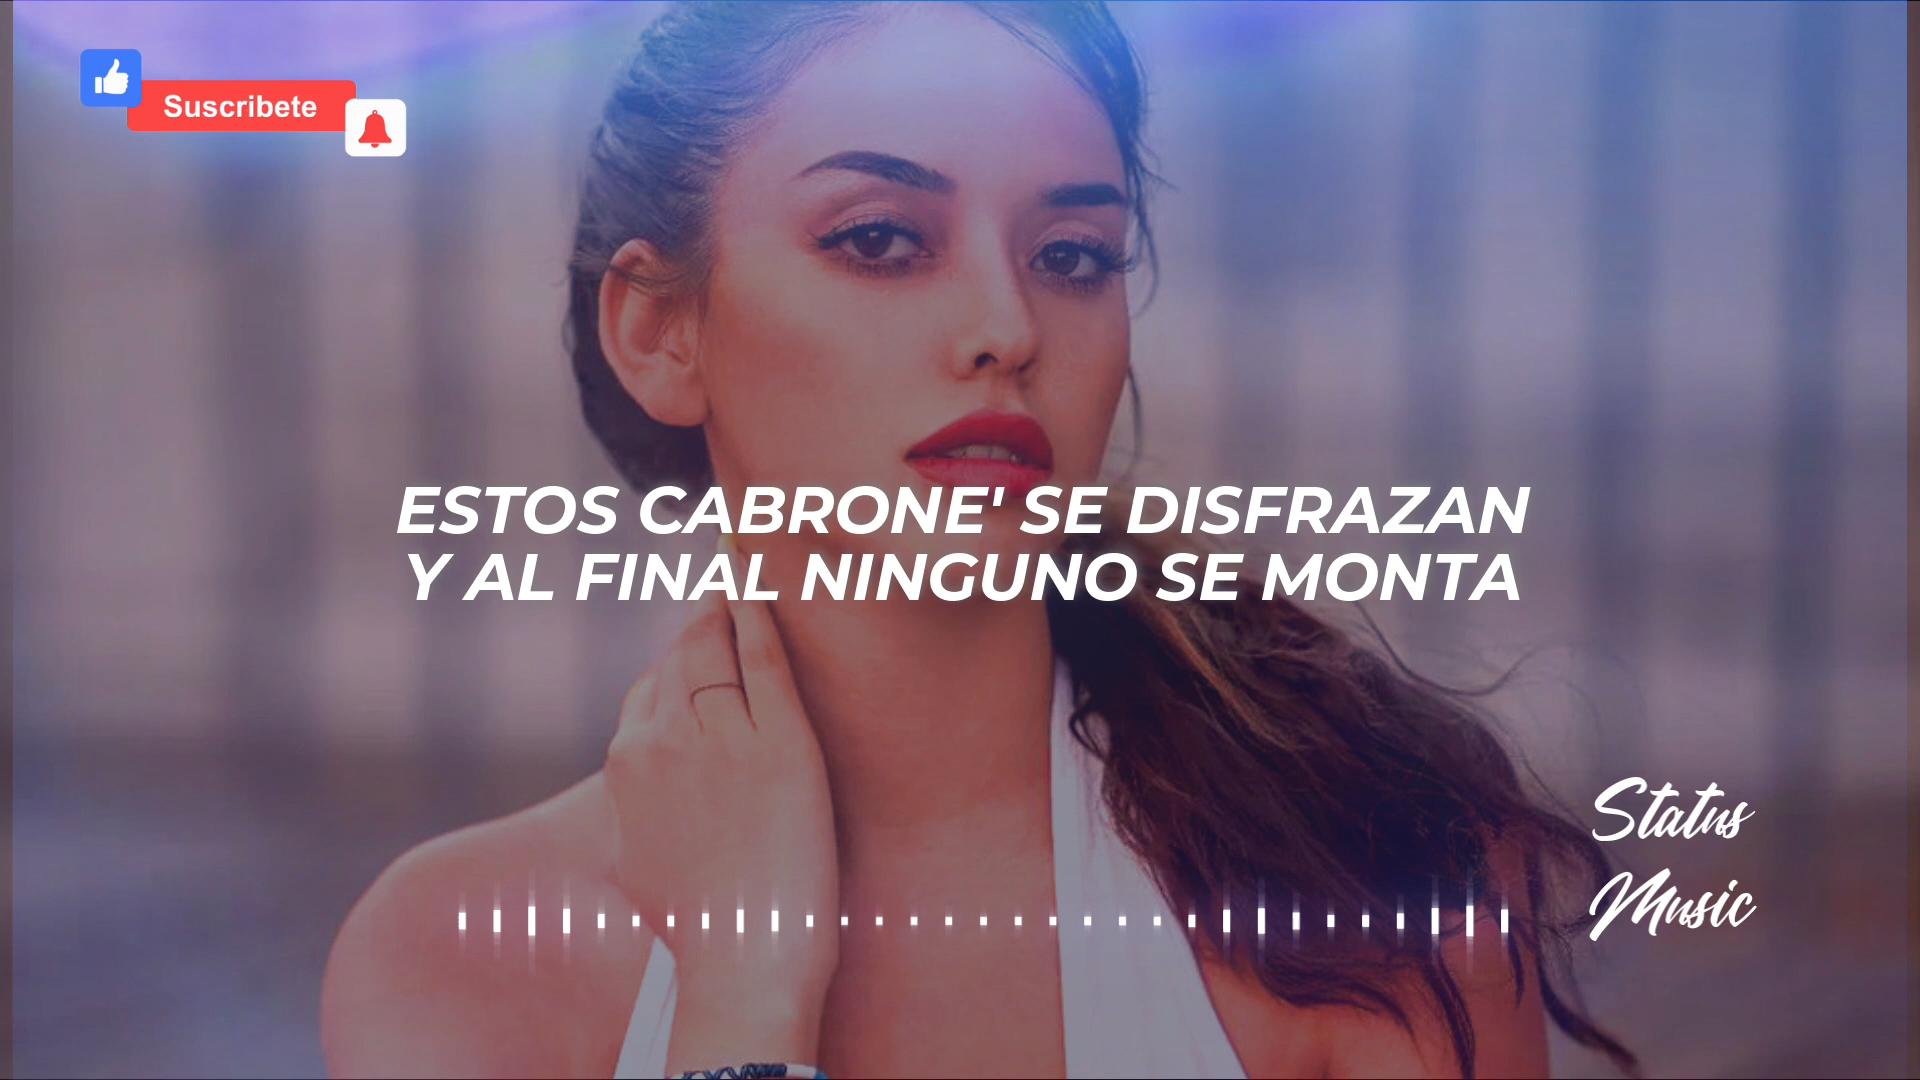 Suscribete
ESTOS CABRONE' SE DISFRAZAN
Y AL FINAL NINGUNO SE MONTA
Status
Music